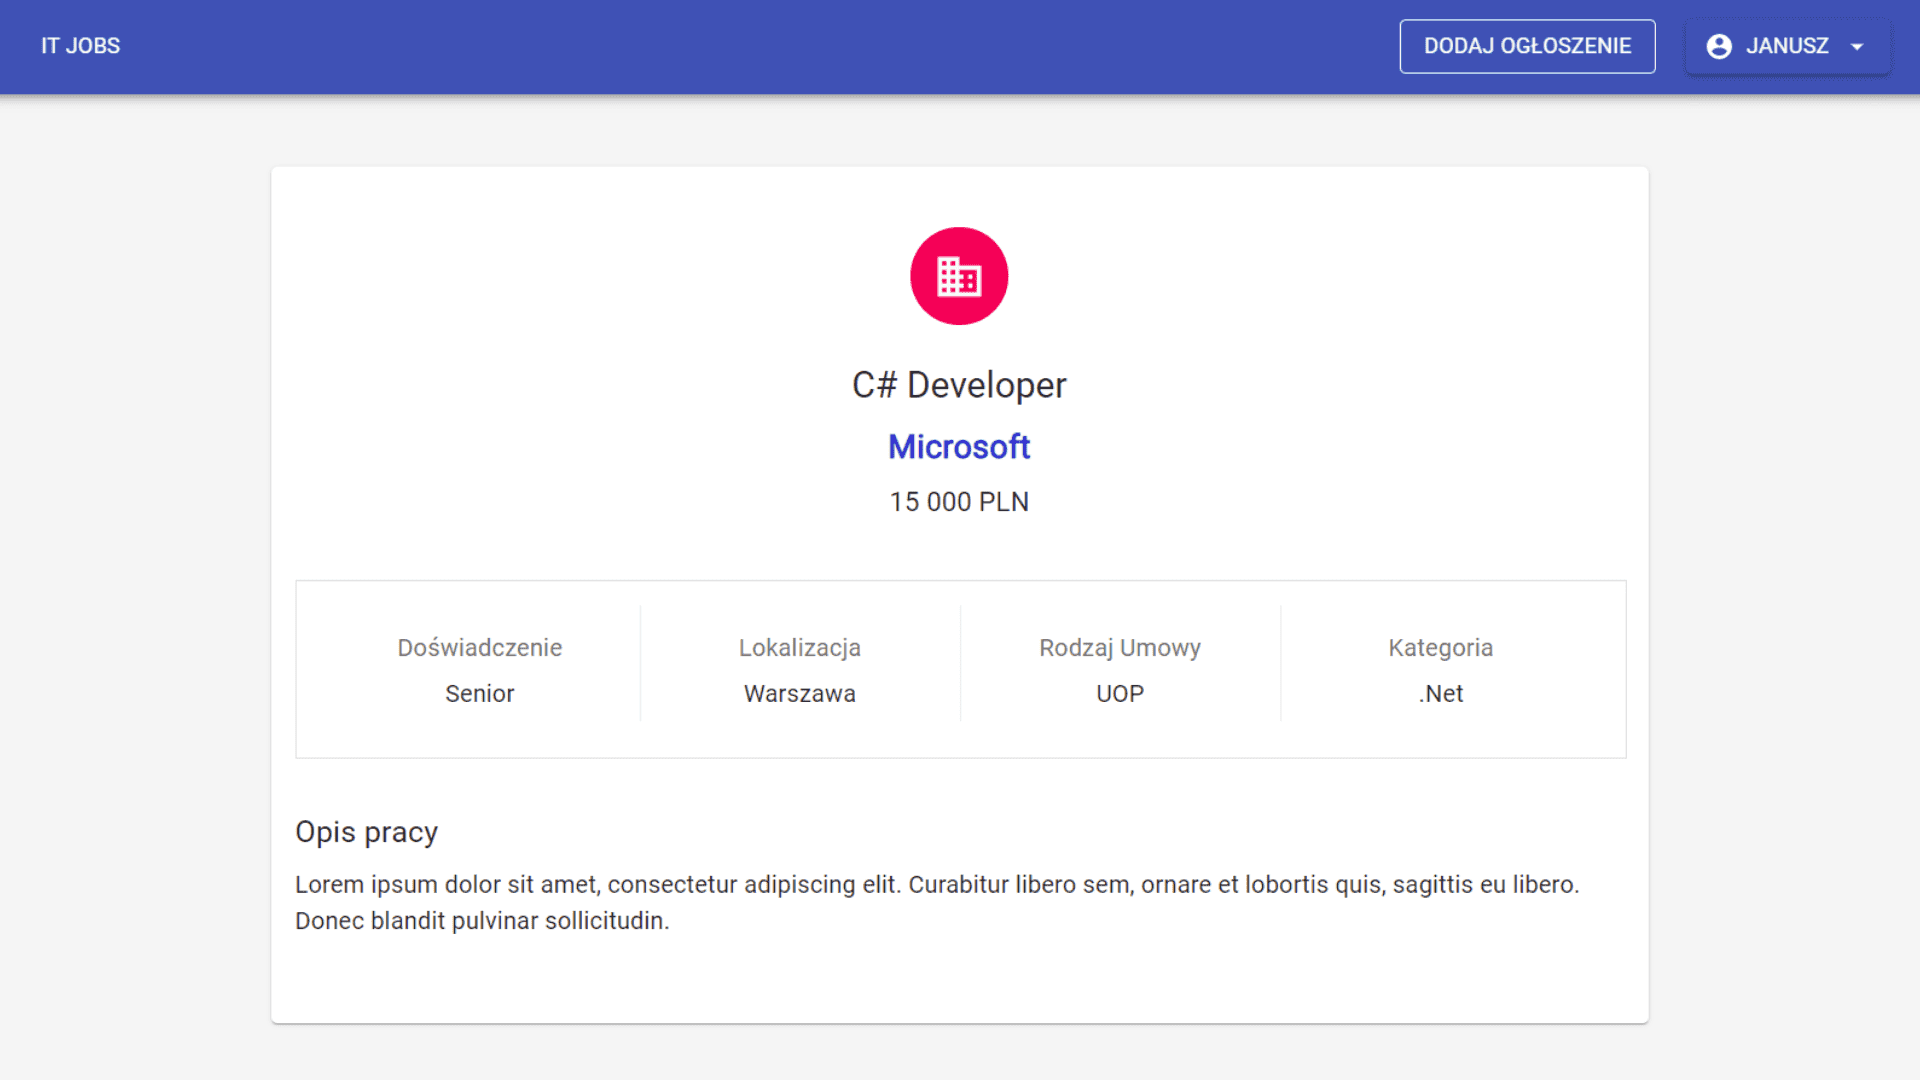 IT JOBS
DODAJ OGŁOSZENIE
JANUSZ
C# Developer
Microsoft
15 000 PLN
Doświadczenie
Senior
Lokalizacja
Warszawa
Rodzaj Umowy
UOP
Kategoria
.Net
Opis pracy
Lorem ipsum dolor sit amet, consectetur adipiscing elit. Curabitur libero sem, ornare et lobortis quis, sagittis eu libero.
Donec blandit pulvinar sollicitudin.